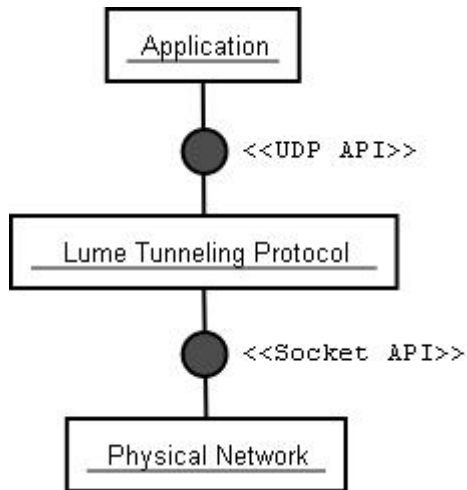 Application
<<UDP API>>
Lume Tunneling Protocol
<<Socket API>>
Physical Network